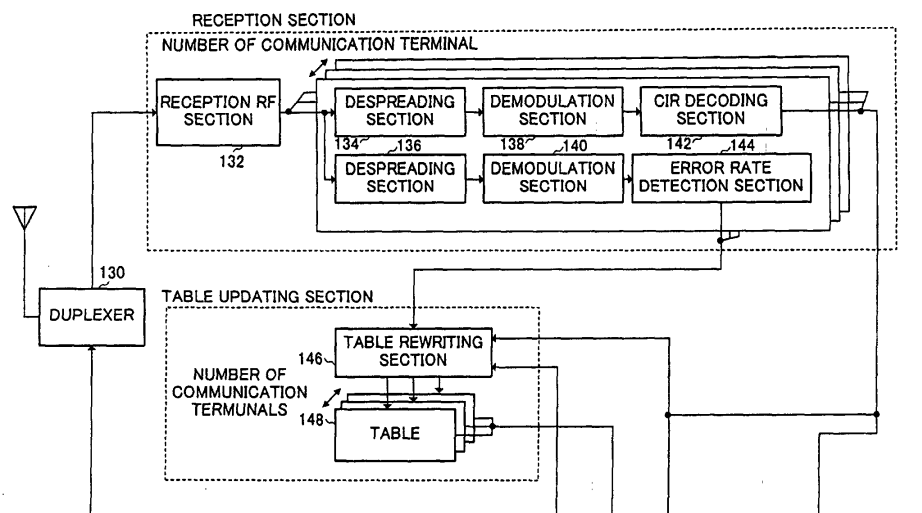 RECEPTION SECTION
NUMBER OF COMMUNICATION TERMINAL
RECEPTION RF
SECTION
132
DESPREADING
SECTION
134
DEMODULATION
SECTION
138
CIR DECODING
SECTION
142
136
DESPREADING
SECTION
140
DEMODULATION
SECTION
144
ERROR RATE
DETECTION SECTION
130
DUPLEXER
TABLE UPDATING SECTION
146
TABLE REWRITING
SECTION
NUMBER OF
COMMUNICATION
TERMUNALS
148
TABLE